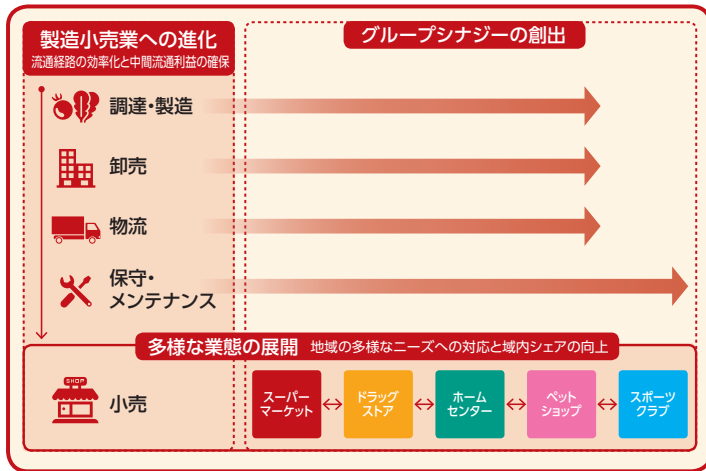 製造小売業への進化
流通経路の効率化と中間流通利益の確保
グループシナジーの創出
調達・製造
卸売
物流
保守・
メンテナンス
多様な業態の展開 地域の多様なニーズへの対応と域内シェアの向上
SHOP
小売
スーパー
マーケット
ドラッグ
ストア
ホーム
センター
ペット
ショップ
スポーツ
クラブ